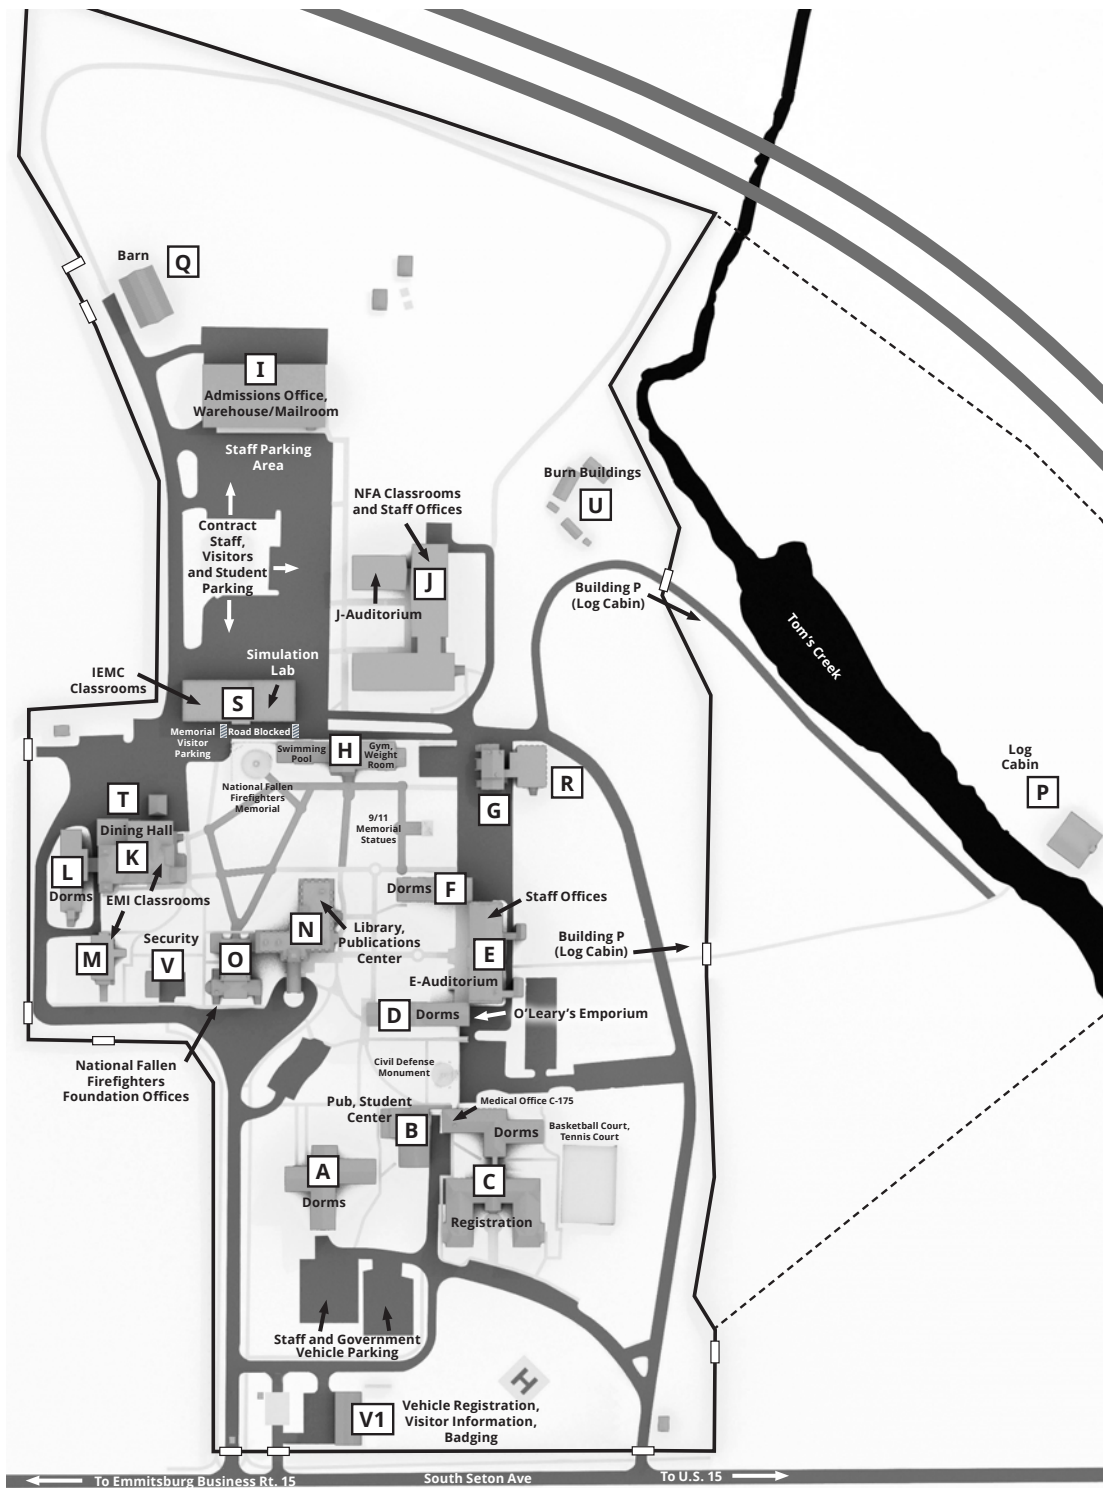 Barn
Q
I
Admissions Office,
Warehouse/Mailroom
Staff Parking
Area
Burn Buildings
U
NFA Classrooms
and Staff Offices
Contract
Staff,
Visitors
and Student
Parking
J
J-Auditorium
Building P
(Log Cabin)
Tom's Creek
Simulation
Lab
IEMC
Classrooms
S
Memorial
Visitor
Parking
Road Blocked
Swimming
Pool
H
Gym,
Weight
Room
Log
Cabin
P
National Fallen
Firefighters
Memorial
R
G
T
Dining Hall
K
9/11
Memorial
Statues
L
Dorms
EMI Classrooms
Dorms
F
Staff Offices
N
Library,
Publications
Center
Security
M
V
O
E
Building P
(Log Cabin)
E-Auditorium
D
Dorms
O’Leary’s Emporium
National Fallen
Firefighters
Foundation Offices
Civil Defense
Monument
Pub, Student
Center
B
Medical Office C-175
Dorms
Basketball Court,
Tennis Court
A
Dorms
C
Registration
Staff and Government
Vehicle Parking
H
V1
Vehicle Registration,
Visitor Information,
Badging
To Emmitsburg Business Rt. 15
South Seton Ave
To U.S. 15